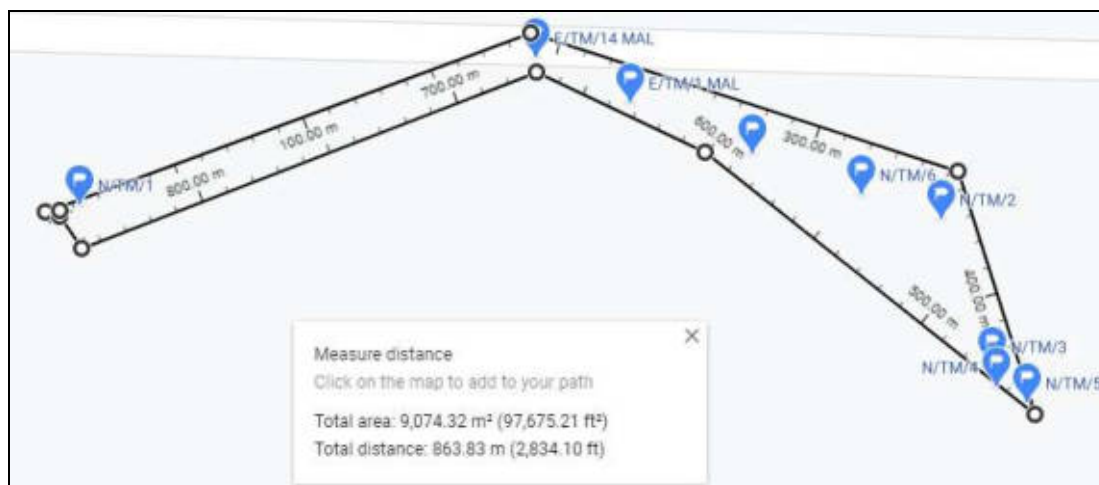 E/TM/14 MAL
700.00 m
E/TM/1 MAL
100.00 m
600.00 m
300.00 m
N/TM/1
800.00 m
N/TM/6
N/TM/2
400.00 m
500.00 m
N/TM/3
N/TM/4
N/TM/5
Measure distance
Click on the map to add to your path
Total area: 9,074.32 m² (97,675.21 ft²)
Total distance: 863.83 m (2,834.10 ft)